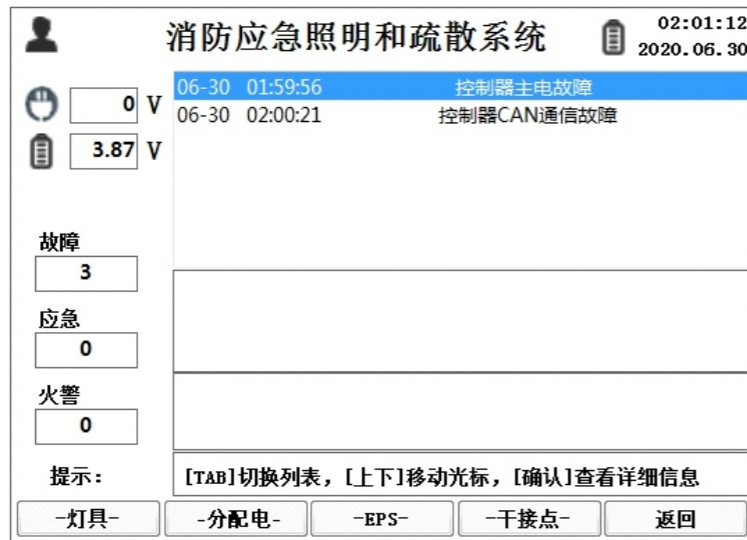 消防应急照明和疏散系统
02:01:12
2020.06.30
0 V
3.87 V
06-30 01:59:56 控制器主电故障
06-30 02:00:21 控制器CAN通信故障
故障
3
应急
0
火警
0
提示: [TAB]切换列表, [上下]移动光标, [确认]查看详细信息
-灯具- -分配电- -EPS- -干接点- 返回